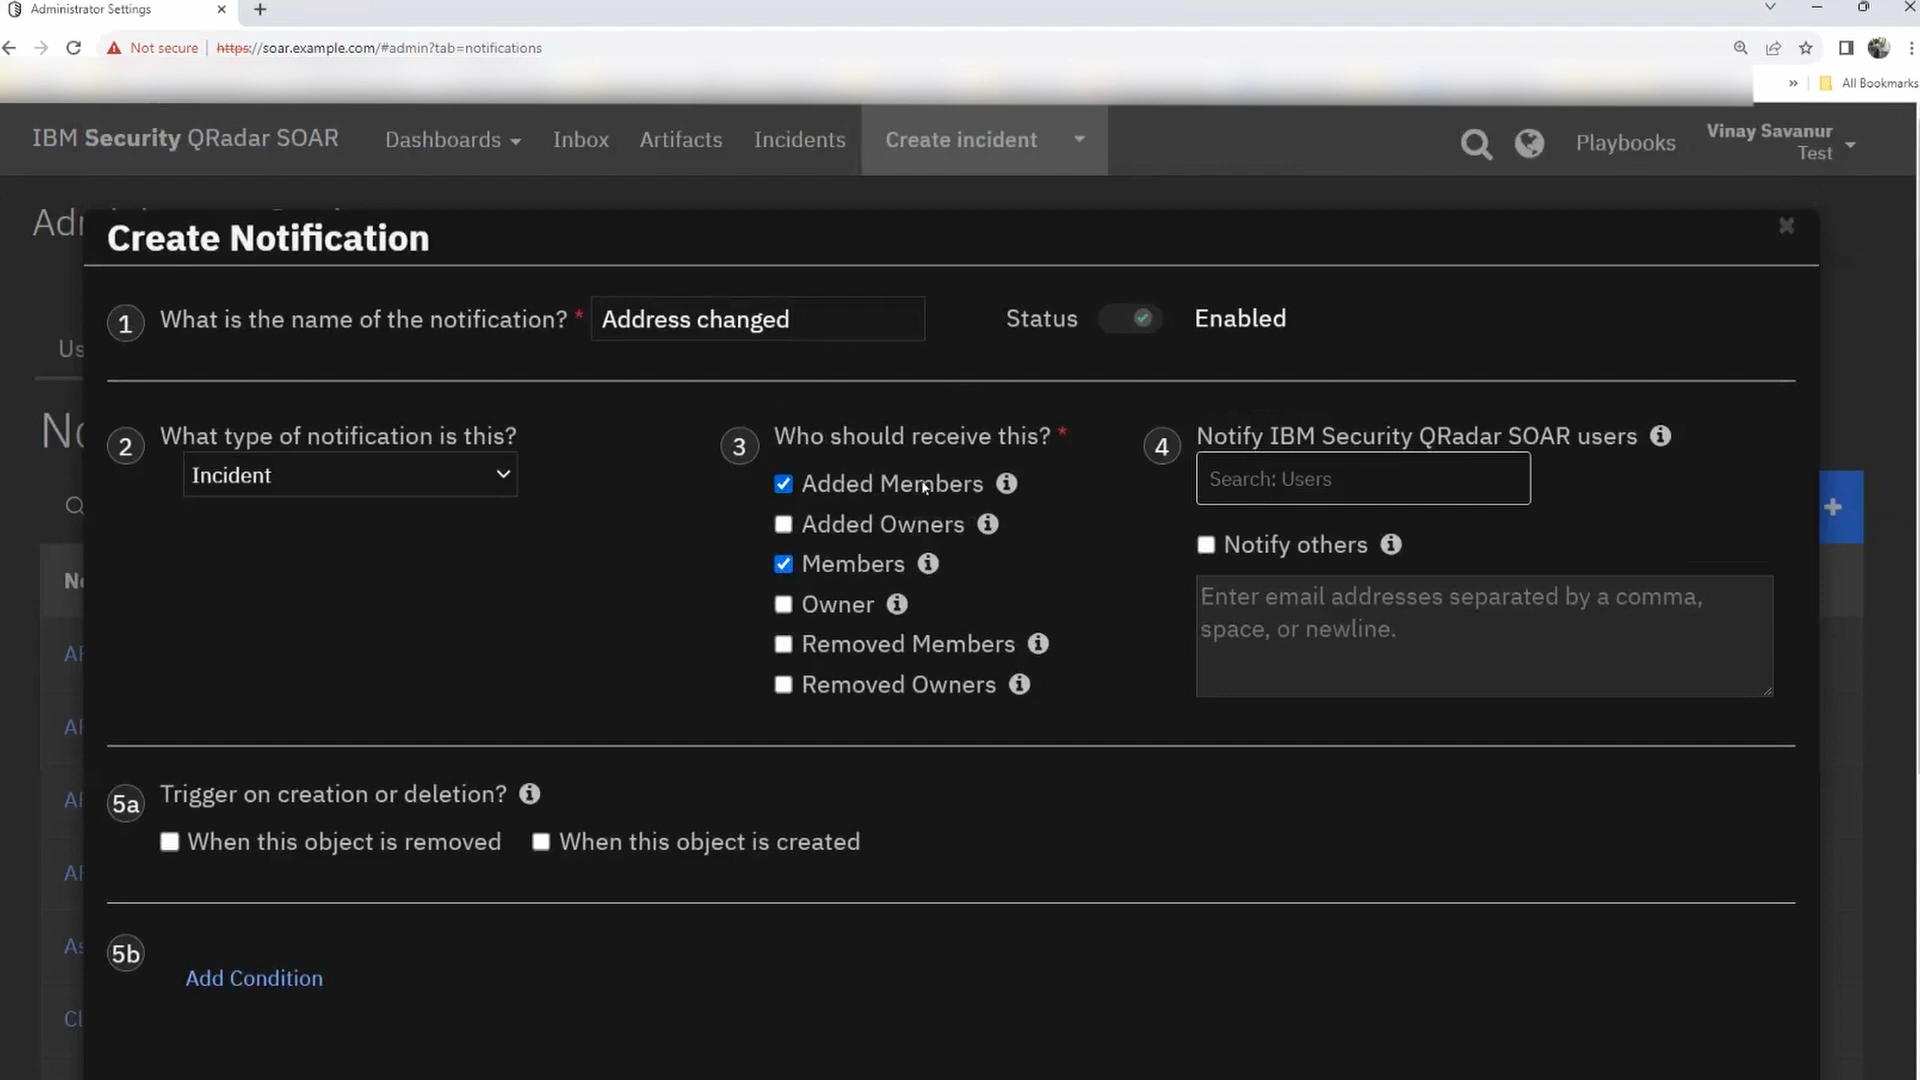 Administrator Settings
Not secure https://soar.example.com/#admin?tab=notifications
» All Bookmarks
IBM Security QRadar SOAR Dashboards Inbox Artifacts Incidents Create incident Playbooks Vinay Savanur
Test
Create Notification
1 What is the name of the notification? * Address changed Status Enabled
2 What type of notification is this?
Incident
3 Who should receive this? *
Added Members
Added Owners
Members
Owner
Removed Members
Removed Owners
4 Notify IBM Security QRadar SOAR users
Search: Users
Notify others
Enter email addresses separated by a comma,
space, or newline.
5a Trigger on creation or deletion?
When this object is removed When this object is created
5b
Add Condition